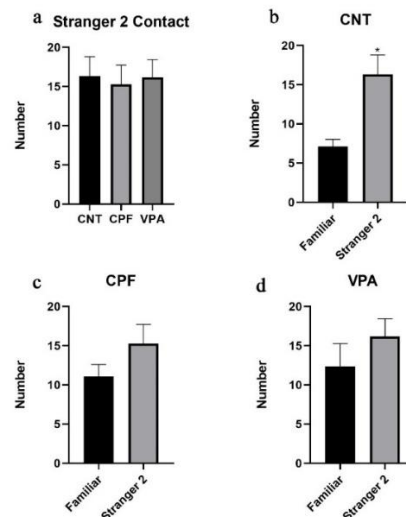 a
Stranger 2 Contact
Number
20
15
10
5
0
CNT CPF VPA
b
CNT
Number
20
15
10
5
0
*
Familiar
Stranger 2
c
CPF
Number
20
15
10
5
0
Familiar
Stranger 2
d
VPA
Number
20
15
10
5
0
Familiar
Stranger 2